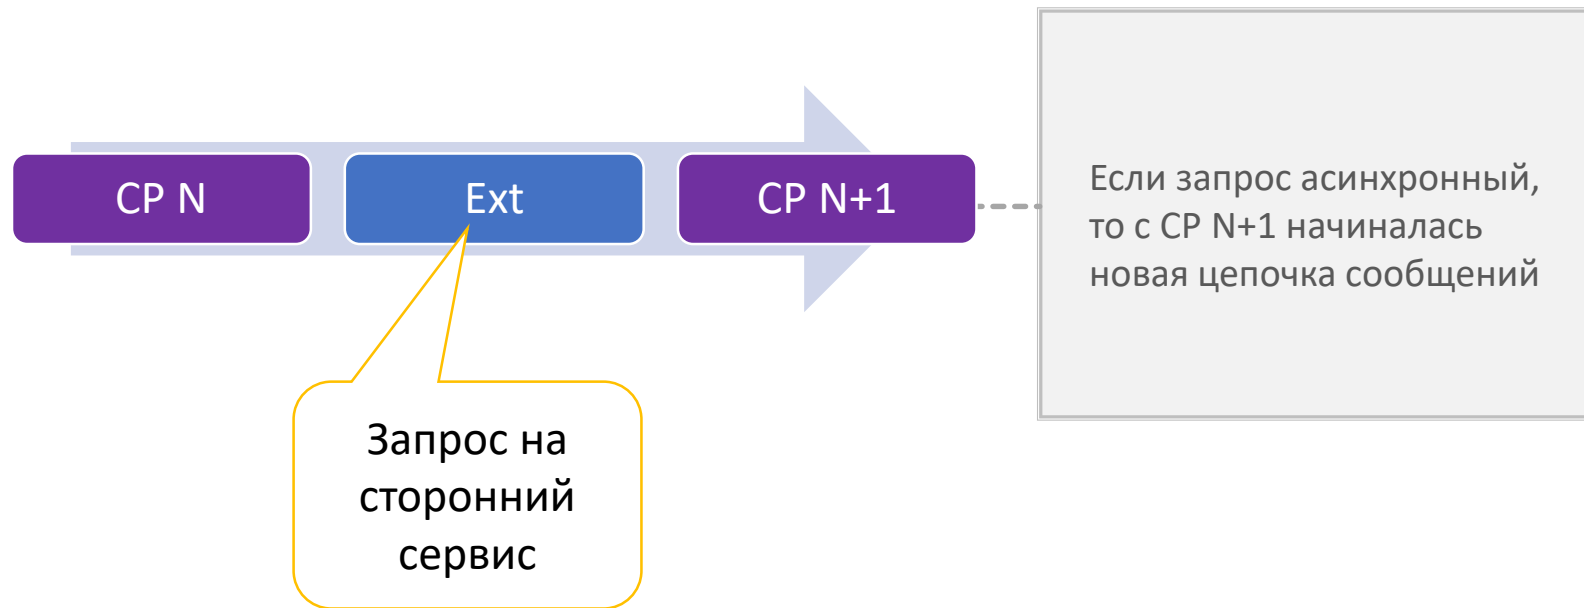 CP N
Ext
CP N+1
Если запрос асинхронный,
то с CP N+1 начиналась
новая цепочка сообщений
Запрос на
сторонний
сервис